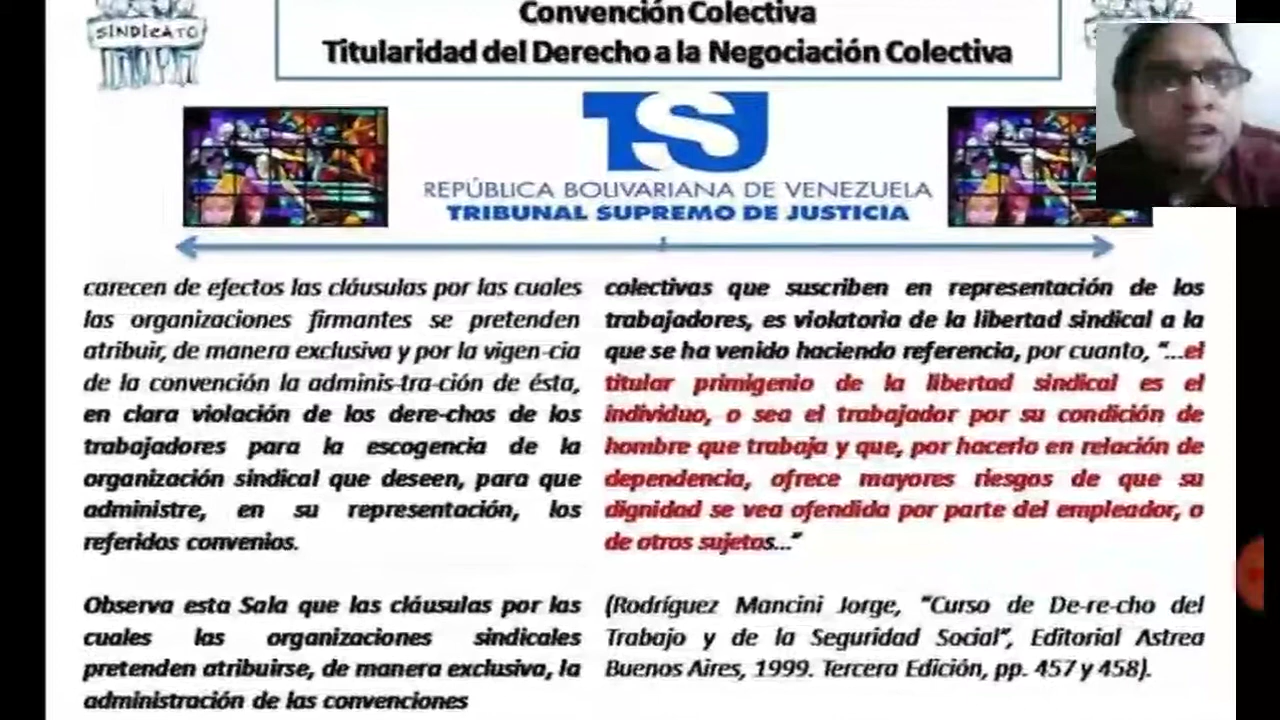 SINDICATO
Convención Colectiva
Titularidad del Derecho a la Negociación Colectiva
TSJ
REPÚBLICA BOLIVARIANA DE VENEZUELA
TRIBUNAL SUPREMO DE JUSTICIA
carecen de efectos las cláusulas por las cuales
las organizaciones firmantes se pretenden
atribuir, de manera exclusiva y por la vigen-cia
de la convención la adminis-tra-ción de ésta,
en clara violación de los dere-chos de los
trabajadores para la escogencia de la
organización sindical que deseen, para que
administre, en su representación, los
referidos convenios.
Observa esta Sala que las cláusulas por las
cuales las organizaciones sindicales
pretenden atribuirse, de manera exclusiva, la
administración de las convenciones
colectivas que suscriben en representación de los
trabajadores, es violatoria de la libertad sindical a la
que se ha venido haciendo referencia, por cuanto, "...el
titular primigenio de la libertad sindical es el
individuo, o sea el trabajador por su condición de
hombre que trabaja y que, por hacerlo en relación de
dependencia, ofrece mayores riesgos de que su
dignidad se vea ofendida por parte del empleador, o
de otros sujetos..."
(Rodríguez Mancini Jorge, "Curso de De-re-cho del
Trabajo y de la Seguridad Social", Editorial Astrea
Buenos Aires, 1999. Tercera Edición, pp. 457 y 458).